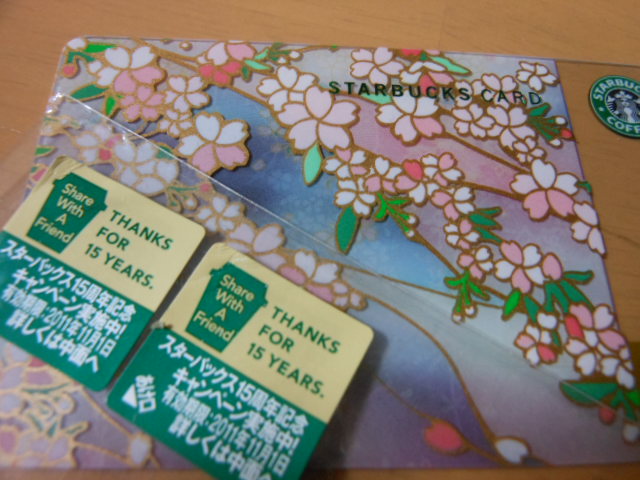 STARBUCKS CARD
STARBUCKS
COFFEE
Share
With
A
Friend
THANKS
FOR
15 YEARS.
スターバックス15周年記念
キャンペーン実施中!
有効期限:2011年11月1日
詳しくは中面へ
Share
With
A
Friend
THANKS
FOR
15 YEARS.
スターバックス15周年記念
キャンペーン実施中!
有効期限:2011年11月1日
詳しくは中面へ